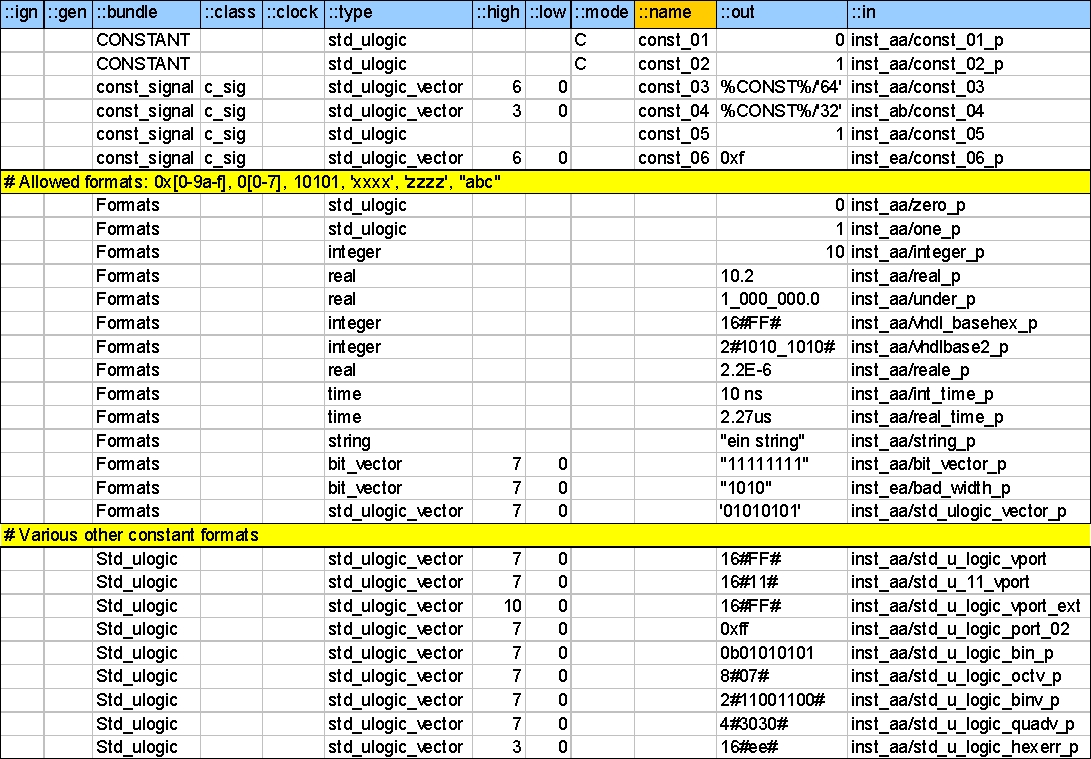 ::ign ::gen ::bundle ::class ::clock ::type ::high ::low ::mode ::name ::out ::in
CONSTANT std_ulogic C const_01 0 inst_aa/const_01_p
CONSTANT std_ulogic C const_02 1 inst_aa/const_02_p
const_signal c_sig std_ulogic_vector 6 0 const_03 %CONST%/'64' inst_aa/const_03
const_signal c_sig std_ulogic_vector 3 0 const_04 %CONST%/'32' inst_ab/const_04
const_signal c_sig std_ulogic const_05 1 inst_aa/const_05
const_signal c_sig std_ulogic_vector 6 0 const_06 0xf inst_ea/const_06_p
# Allowed formats: 0x[0-9a-f], 0[0-7], 10101, 'xxxx', 'zzzz', "abc"
Formats std_ulogic 0 inst_aa/zero_p
Formats std_ulogic 1 inst_aa/one_p
Formats integer 10 inst_aa/integer_p
Formats real 10.2 inst_aa/real_p
Formats real 1_000_000.0 inst_aa/under_p
Formats integer 16#FF# inst_aa/vhdl_basehex_p
Formats integer 2#1010_1010# inst_aa/vhdlbase2_p
Formats real 2.2E-6 inst_aa/reale_p
Formats time 10 ns inst_aa/int_time_p
Formats time 2.27us inst_aa/real_time_p
Formats string "ein string" inst_aa/string_p
Formats bit_vector 7 0 "11111111" inst_aa/bit_vector_p
Formats bit_vector 7 0 "1010" inst_ea/bad_width_p
Formats std_ulogic_vector 7 0 '01010101' inst_aa/std_ulogic_vector_p
# Various other constant formats
Std_ulogic std_ulogic_vector 7 0 16#FF# inst_aa/std_u_logic_vport
Std_ulogic std_ulogic_vector 7 0 16#11# inst_aa/std_u_11_vport
Std_ulogic std_ulogic_vector 10 0 16#FF# inst_aa/std_u_logic_vport_ext
Std_ulogic std_ulogic_vector 7 0 0xff inst_aa/std_u_logic_port_02
Std_ulogic std_ulogic_vector 7 0 0b01010101 inst_aa/std_u_logic_bin_p
Std_ulogic std_ulogic_vector 7 0 8#07# inst_aa/std_u_logic_octv_p
Std_ulogic std_ulogic_vector 7 0 2#11001100# inst_aa/std_u_logic_binv_p
Std_ulogic std_ulogic_vector 7 0 4#3030# inst_aa/std_u_logic_quadv_p
Std_ulogic std_ulogic_vector 3 0 16#ee# inst_aa/std_u_logic_hexerr_p